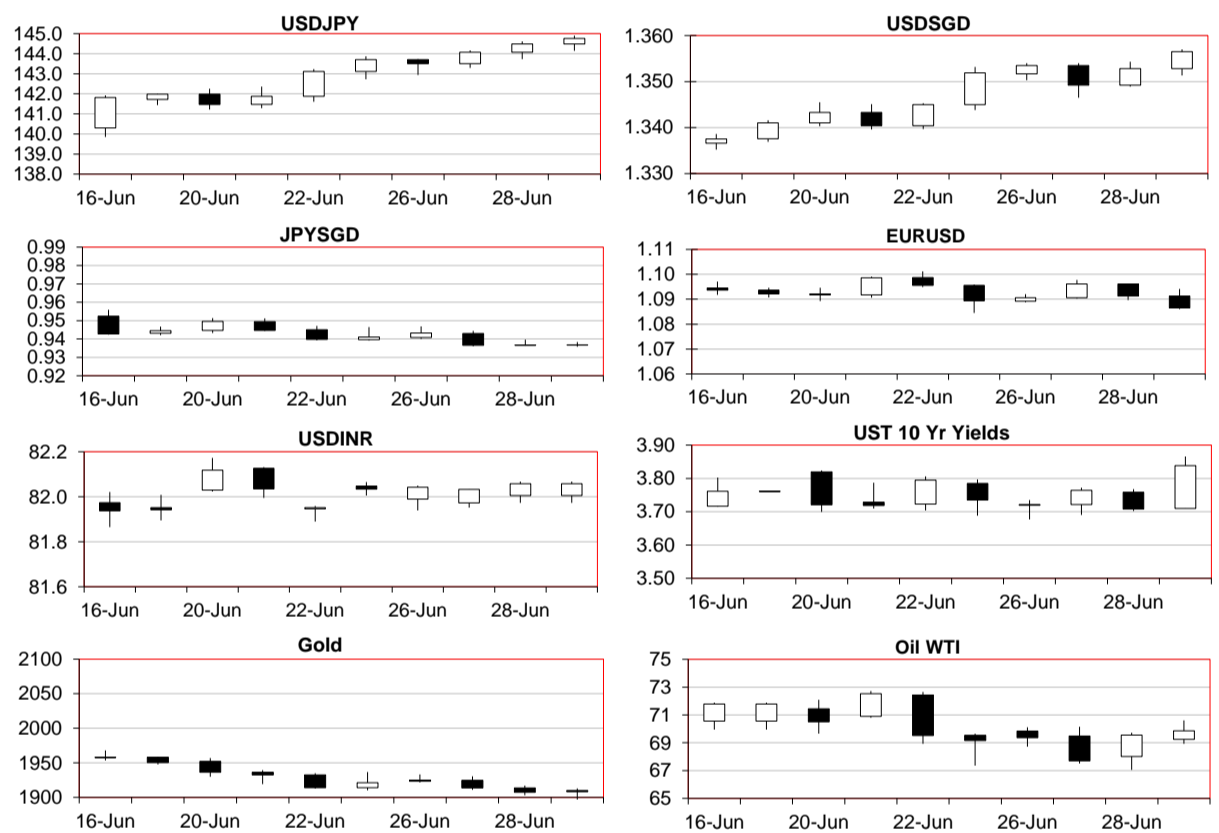 USDJPY
145.0
144.0
143.0
142.0
141.0
140.0
139.0
138.0
16-Jun 20-Jun 22-Jun 26-Jun 28-Jun
USDSGD
1.360
1.350
1.340
1.330
16-Jun 20-Jun 22-Jun 26-Jun 28-Jun
JPYSGD
0.99
0.98
0.97
0.96
0.95
0.94
0.93
0.92
16-Jun 20-Jun 22-Jun 26-Jun 28-Jun
EURUSD
1.11
1.10
1.09
1.08
1.07
1.06
16-Jun 20-Jun 22-Jun 26-Jun 28-Jun
USDINR
82.2
82.0
81.8
81.6
16-Jun 20-Jun 22-Jun 26-Jun 28-Jun
UST 10 Yr Yields
3.90
3.80
3.70
3.60
3.50
16-Jun 20-Jun 22-Jun 26-Jun 28-Jun
Gold
2100
2050
2000
1950
1900
16-Jun 20-Jun 22-Jun 26-Jun 28-Jun
Oil WTI
75
73
71
69
67
65
16-Jun 20-Jun 22-Jun 26-Jun 28-Jun